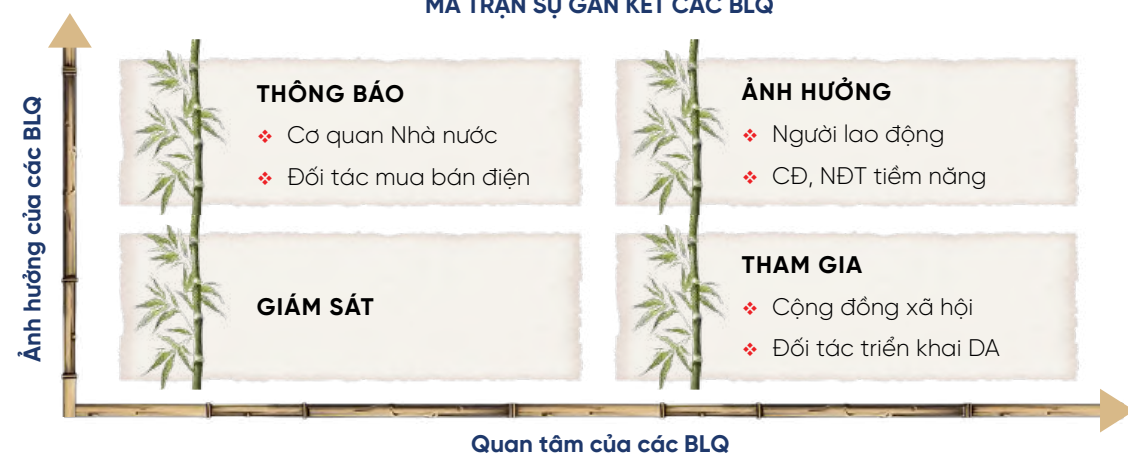 MA TRẬN SỰ GẮN KẾT CÁC BLQ
Ảnh hưởng của các BLQ
THÔNG BÁO
Cơ quan Nhà nước
Đối tác mua bán điện
ẢNH HƯỞNG
Người lao động
CĐ, NĐT tiềm năng
GIÁM SÁT
THAM GIA
Cộng đồng xã hội
Đối tác triển khai DA
Quan tâm của các BLQ